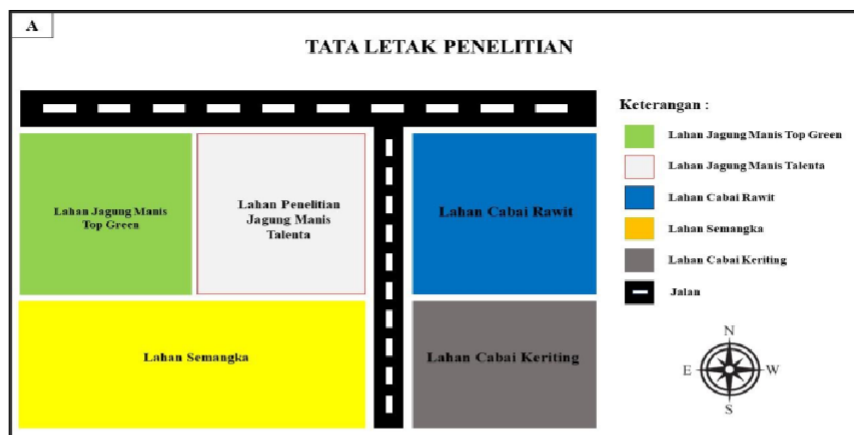 A
TATA LETAK PENELITIAN
Lahan Jagung Manis
Top Green
Lahan Penelitian
Jagung Manis
Talenta
Lahan Cabai Rawit
Lahan Semangka
Lahan Cabai Keriting
Keterangan :
Lahan Jagung Manis Top Green
Lahan Jagung Manis Talenta
Lahan Cabai Rawit
Lahan Semangka
Lahan Cabai Keriting
Jalan
N
E W
S